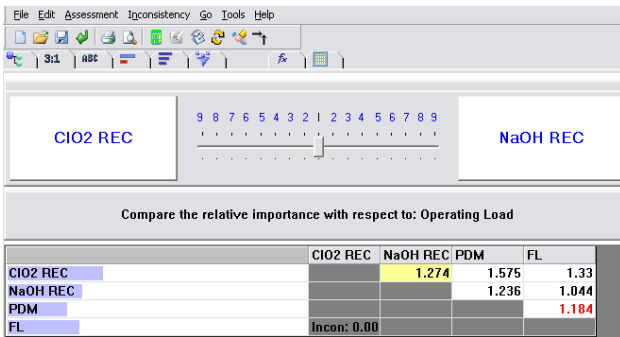 File Edit Assessment Inconsistency Go Tools Help
3:1 ABC fx
ClO2 REC 9 8 7 6 5 4 3 2 1 2 3 4 5 6 7 8 9 NaOH REC
Compare the relative importance with respect to: Operating Load
ClO2 REC NaOH REC PDM FL
ClO2 REC 1.274 1.575 1.33
NaOH REC 1.236 1.044
PDM 1.184
FL Incon: 0.00